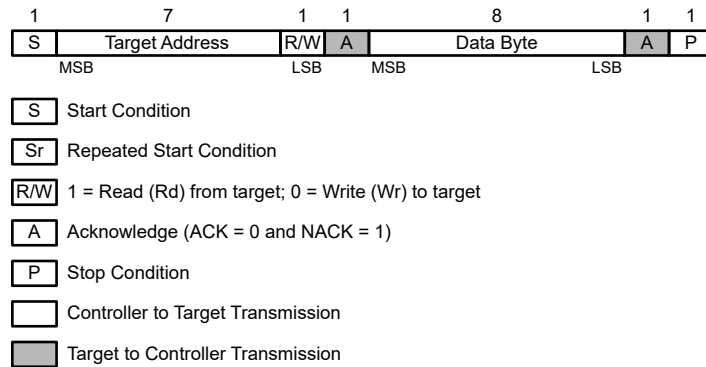 1 7 1 1 8 1 1
S Target Address R/W A Data Byte A P
MSB LSB MSB LSB
S Start Condition
Sr Repeated Start Condition
R/W 1 = Read (Rd) from target; 0 = Write (Wr) to target
A Acknowledge (ACK = 0 and NACK = 1)
P Stop Condition
Controller to Target Transmission
Target to Controller Transmission